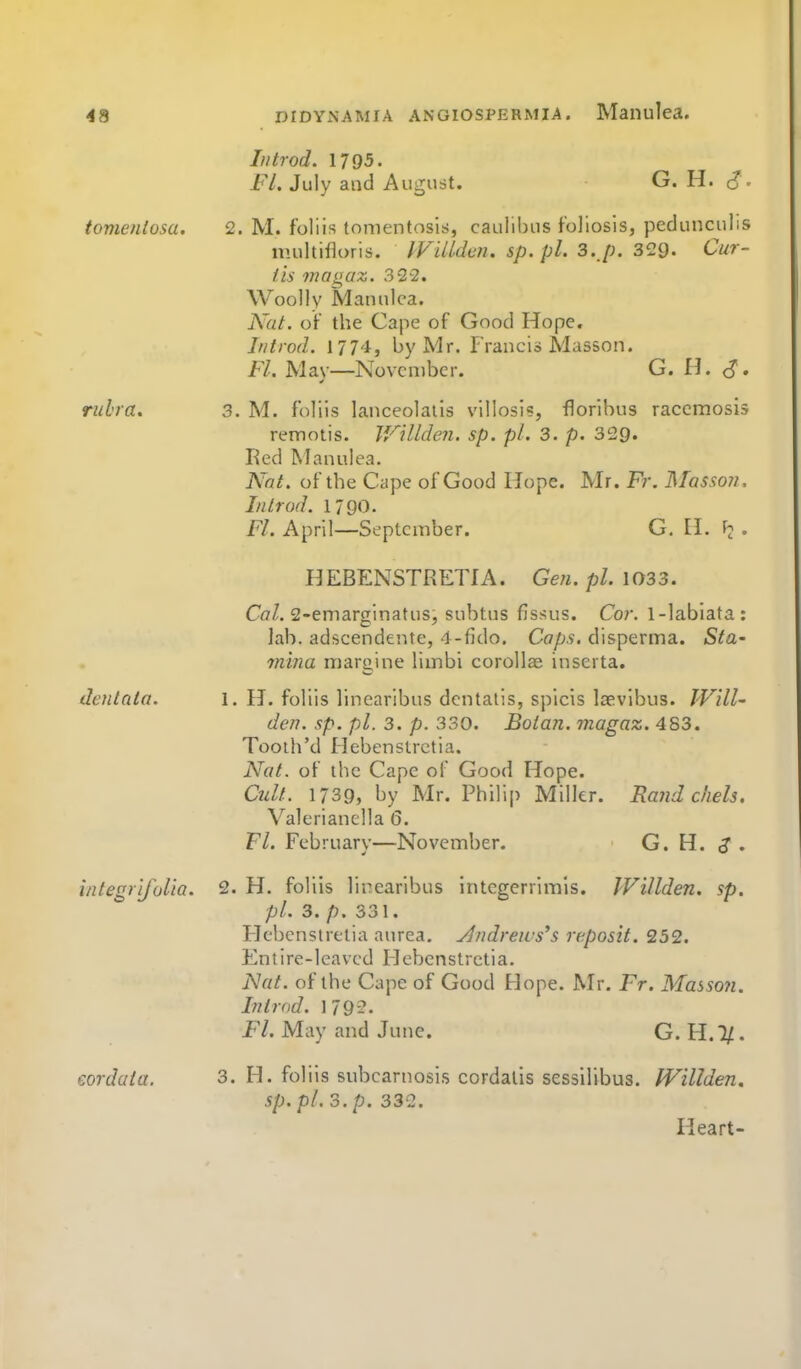 48 DIDYNAMIA ANGIOSPERMIA. Manulea.
Introd. 1795.
Fl. July and August. G. H. ♂.
tomentosa. 2. M. foliis tomentosis, caulibus foliosis, pedunculis
multifloris. Willden. sp. pl. 3. p. 329. Cur-
tis magaz. 322.
Woolly Manulea.
Nat. of the Cape of Good Hope.
Introd. 1774, by Mr. Francis Masson.
Fl. May—November. G. H. ♂.
rubra. 3. M. foliis lanceolatis villosis, floribus racemosis
remotis. Willden. sp. pl. 3. p. 329.
Red Manulea.
Nat. of the Cape of Good Hope. Mr. Fr. Masson.
Introd. 1790.
Fl. April—September. G. H. ♄.
HEBENSTRETIA. Gen. pl. 1033.
Cal. 2-emarginatus, subtus fissus. Cor. 1-labiata:
lab. adscendente, 4-fido. Caps. disperma. Sta-
mina margine limbi corollæ inserta.
dentata. 1. H. foliis linearibus dentatis, spicis lævibus. Will-
den. sp. pl. 3. p. 330. Botan. magaz. 483.
Tooth'd Hebenstretia.
Nat. of the Cape of Good Hope.
Cult. 1739, by Mr. Philip Miller. Rand chels.
Valerianella 6.
Fl. February—November. G. H. ♂.
integrifolia. 2. H. foliis linearibus integerrimis. Willden. sp.
pl. 3. p. 331.
Hebenstretia aurea. Andrews's reposit. 252.
Entire-leaved Hebenstretia.
Nat. of the Cape of Good Hope. Mr. Fr. Masson.
Introd. 1792.
Fl. May and June. G. H. ♃.
cordata. 3. H. foliis subcarnosis cordatis sessilibus. Willden.
sp. pl. 3. p. 332.
Heart-